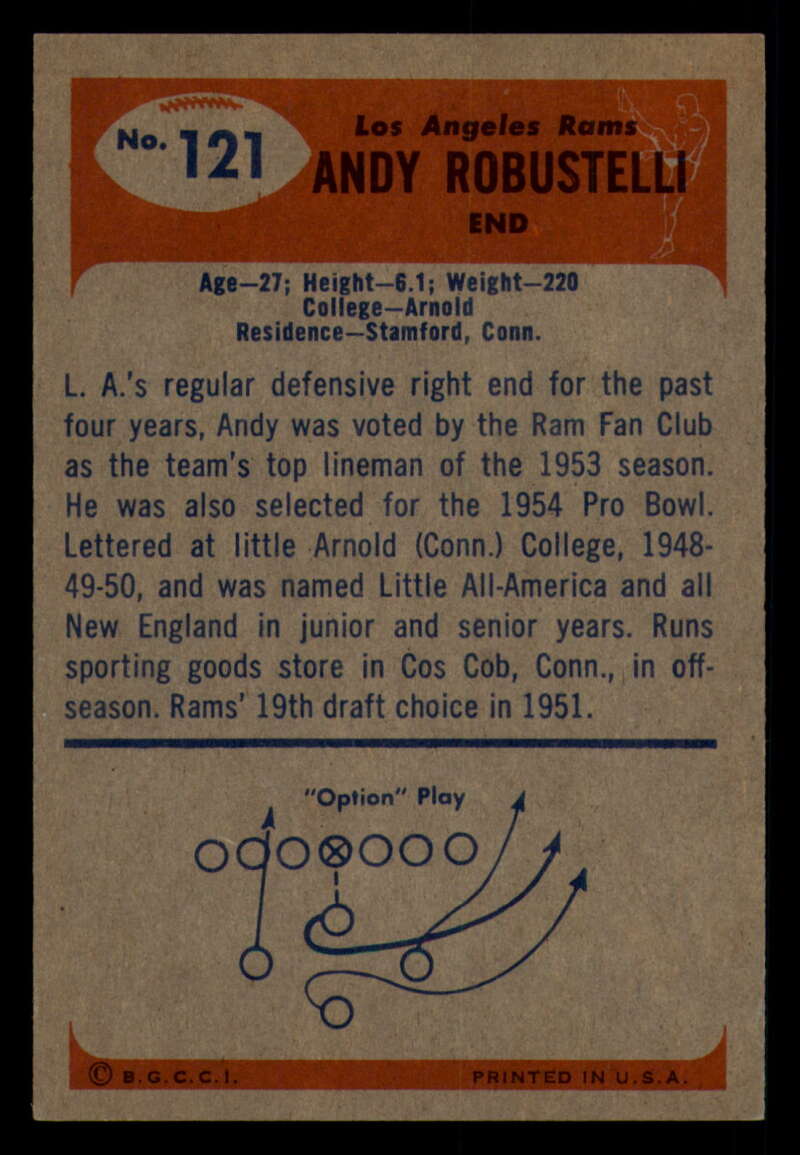 No. 121
Los Angeles Rams
ANDY ROBUSTELLI
END
Age—27; Height—6.1; Weight—220
College—Arnold
Residence—Stamford, Conn.
L. A.'s regular defensive right end for the past
four years, Andy was voted by the Ram Fan Club
as the team's top lineman of the 1953 season.
He was also selected for the 1954 Pro Bowl.
Lettered at little Arnold (Conn.) College, 1948-
49-50, and was named Little All-America and all
New England in junior and senior years. Runs
sporting goods store in Cos Cob, Conn., in off-
season. Rams' 19th draft choice in 1951.
"Option" Play
© B.G.C.C.I.
PRINTED IN U.S.A.